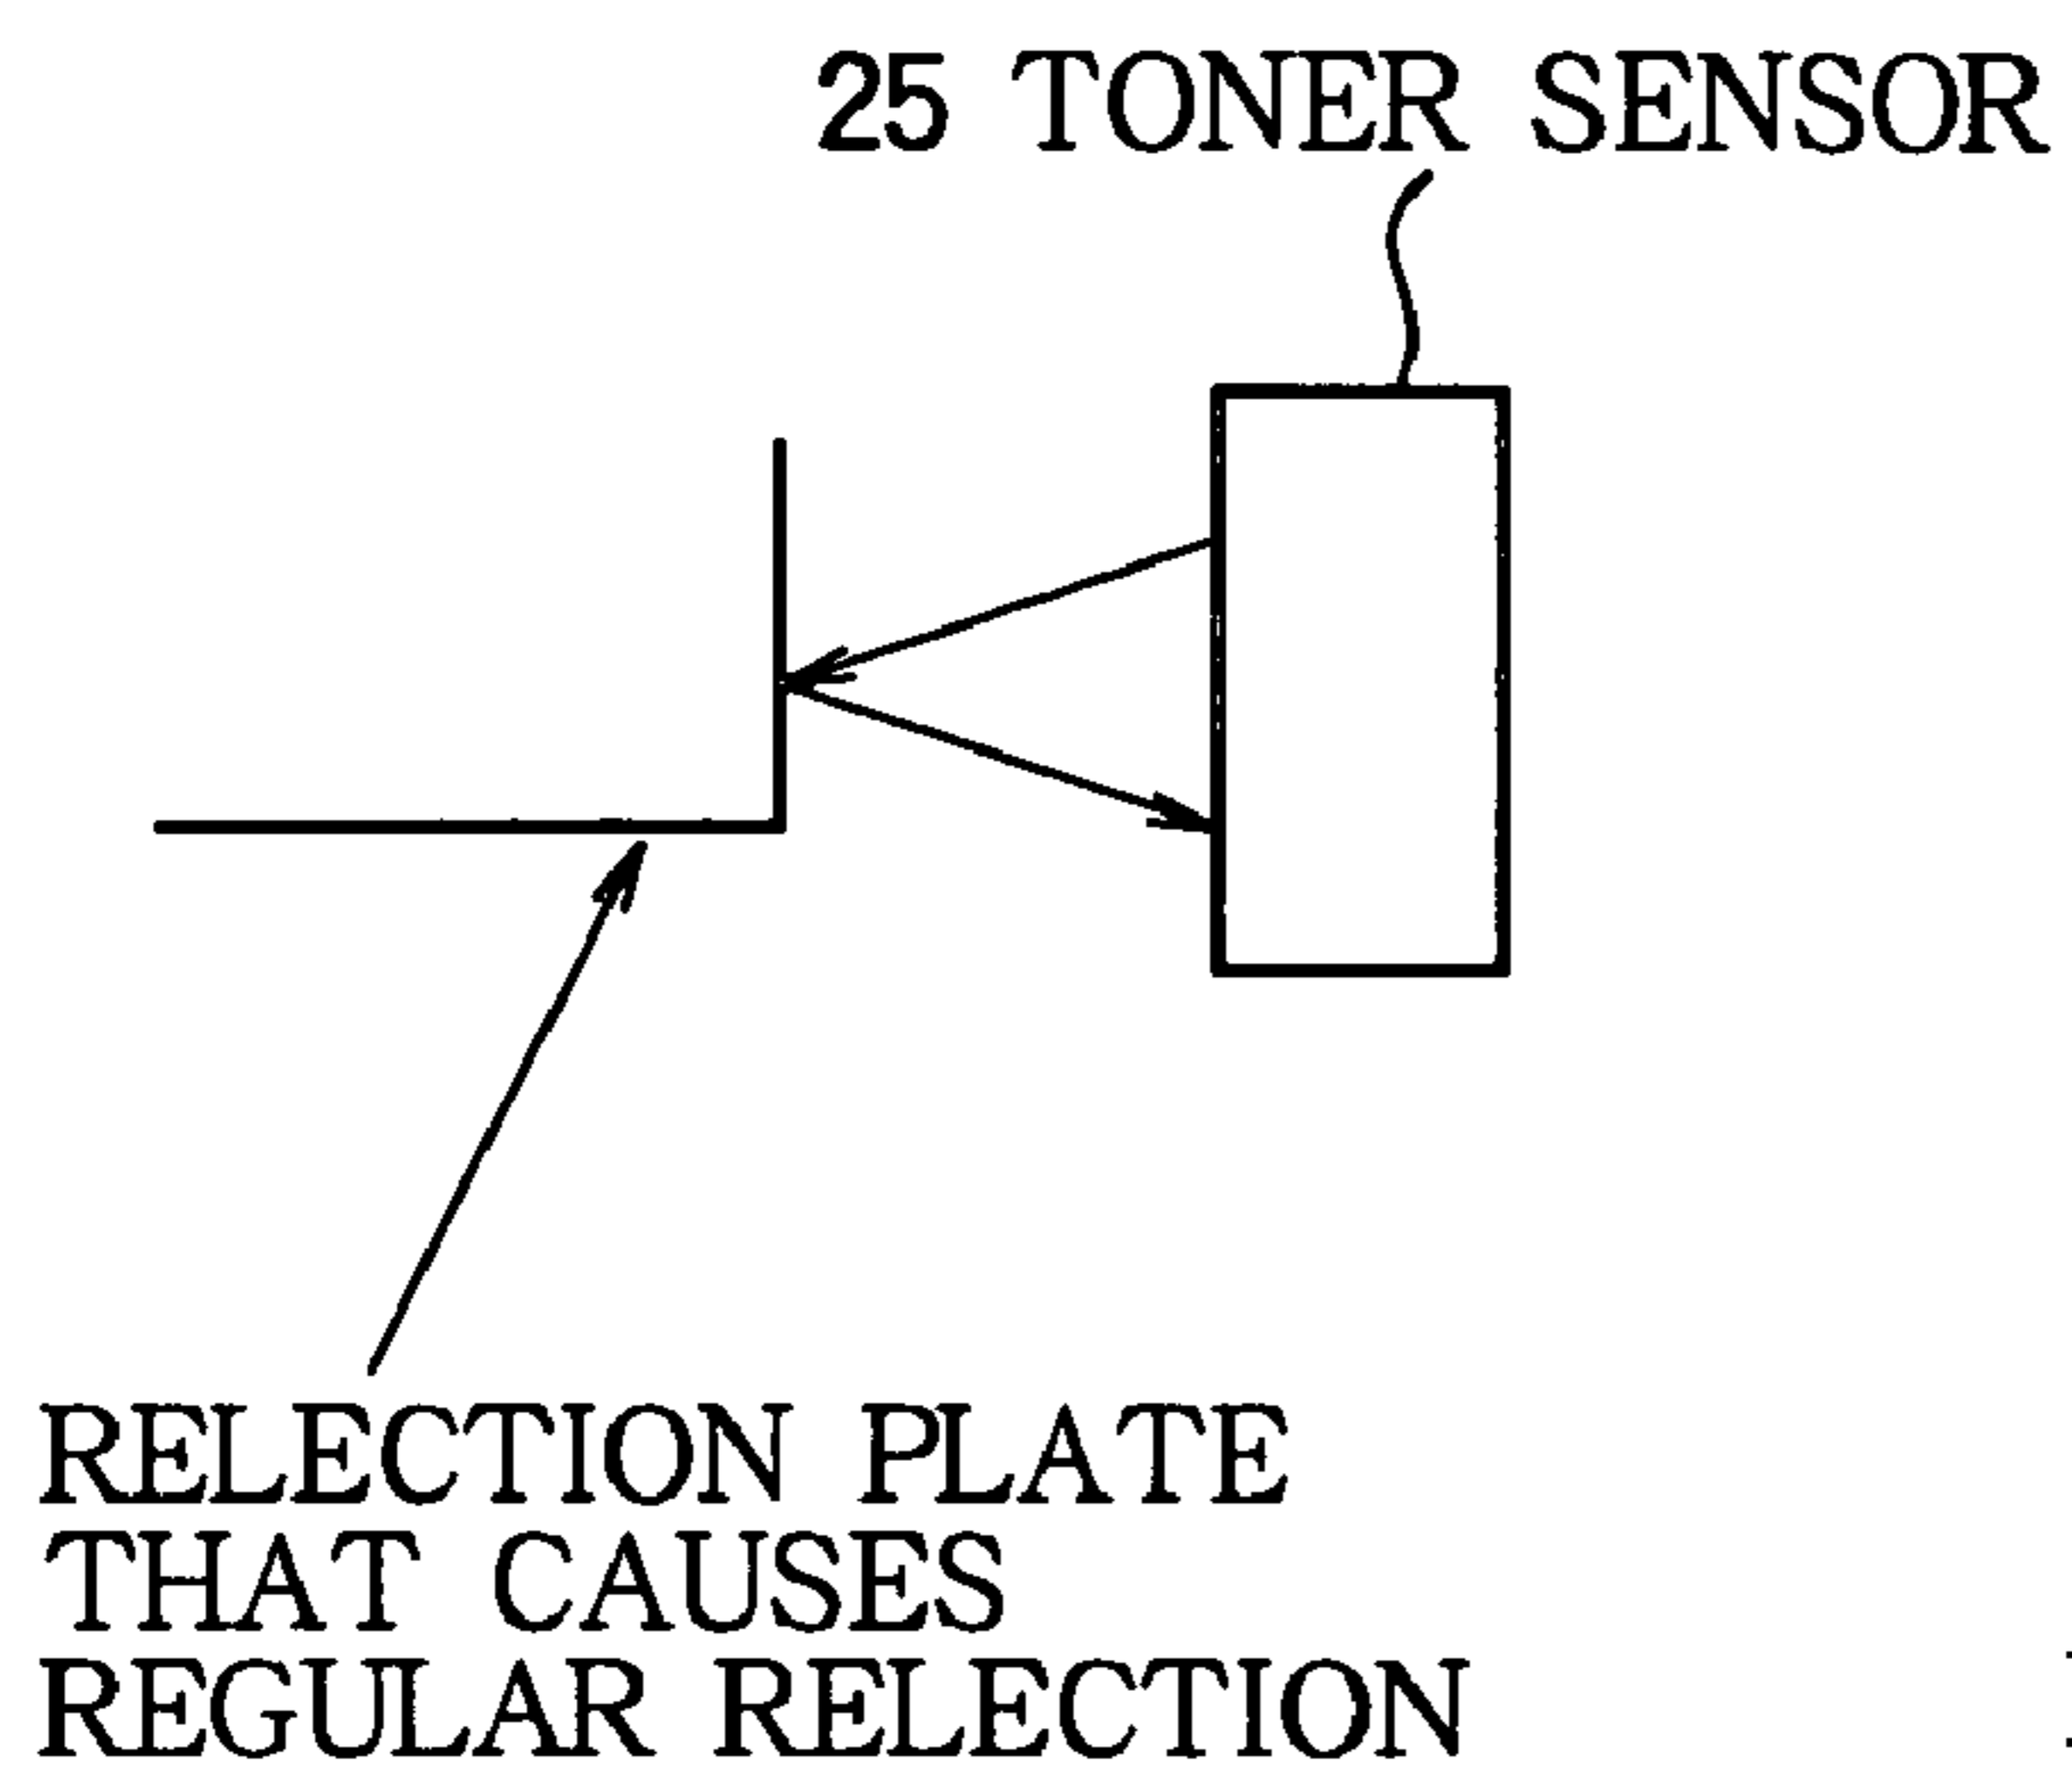 25 TONER SENSOR
RELECTION PLATE
THAT CAUSES
REGULAR RELECTION